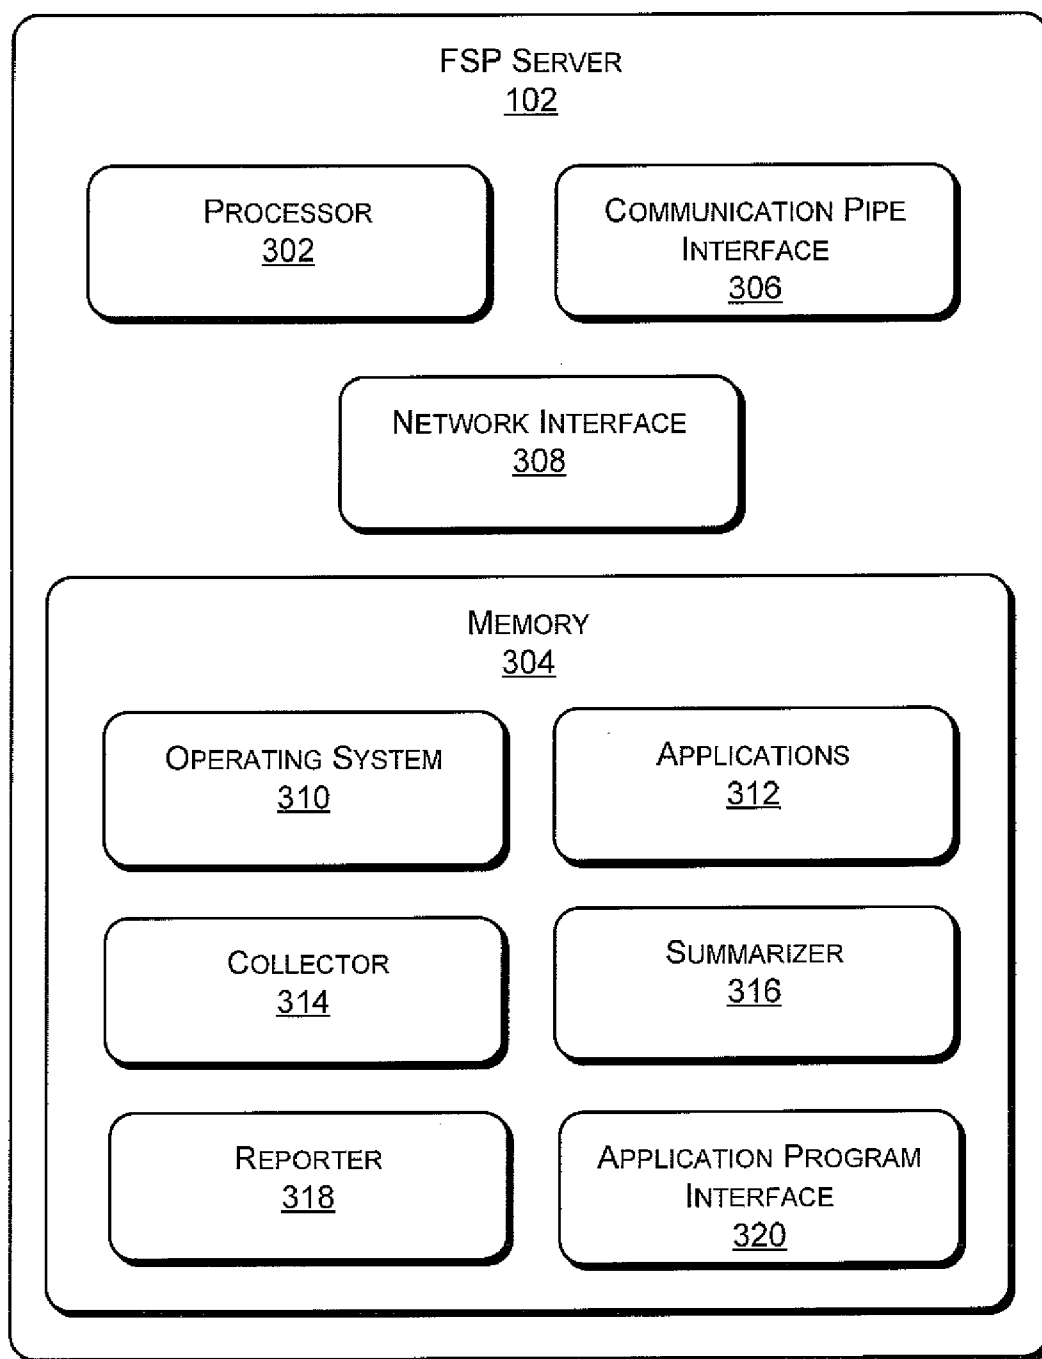 FSP SERVER
102
PROCESSOR
302
COMMUNICATION PIPE
INTERFACE
306
NETWORK INTERFACE
308
MEMORY
304
OPERATING SYSTEM
310
APPLICATIONS
312
COLLECTOR
314
SUMMARIZER
316
REPORTER
318
APPLICATION PROGRAM
INTERFACE
320